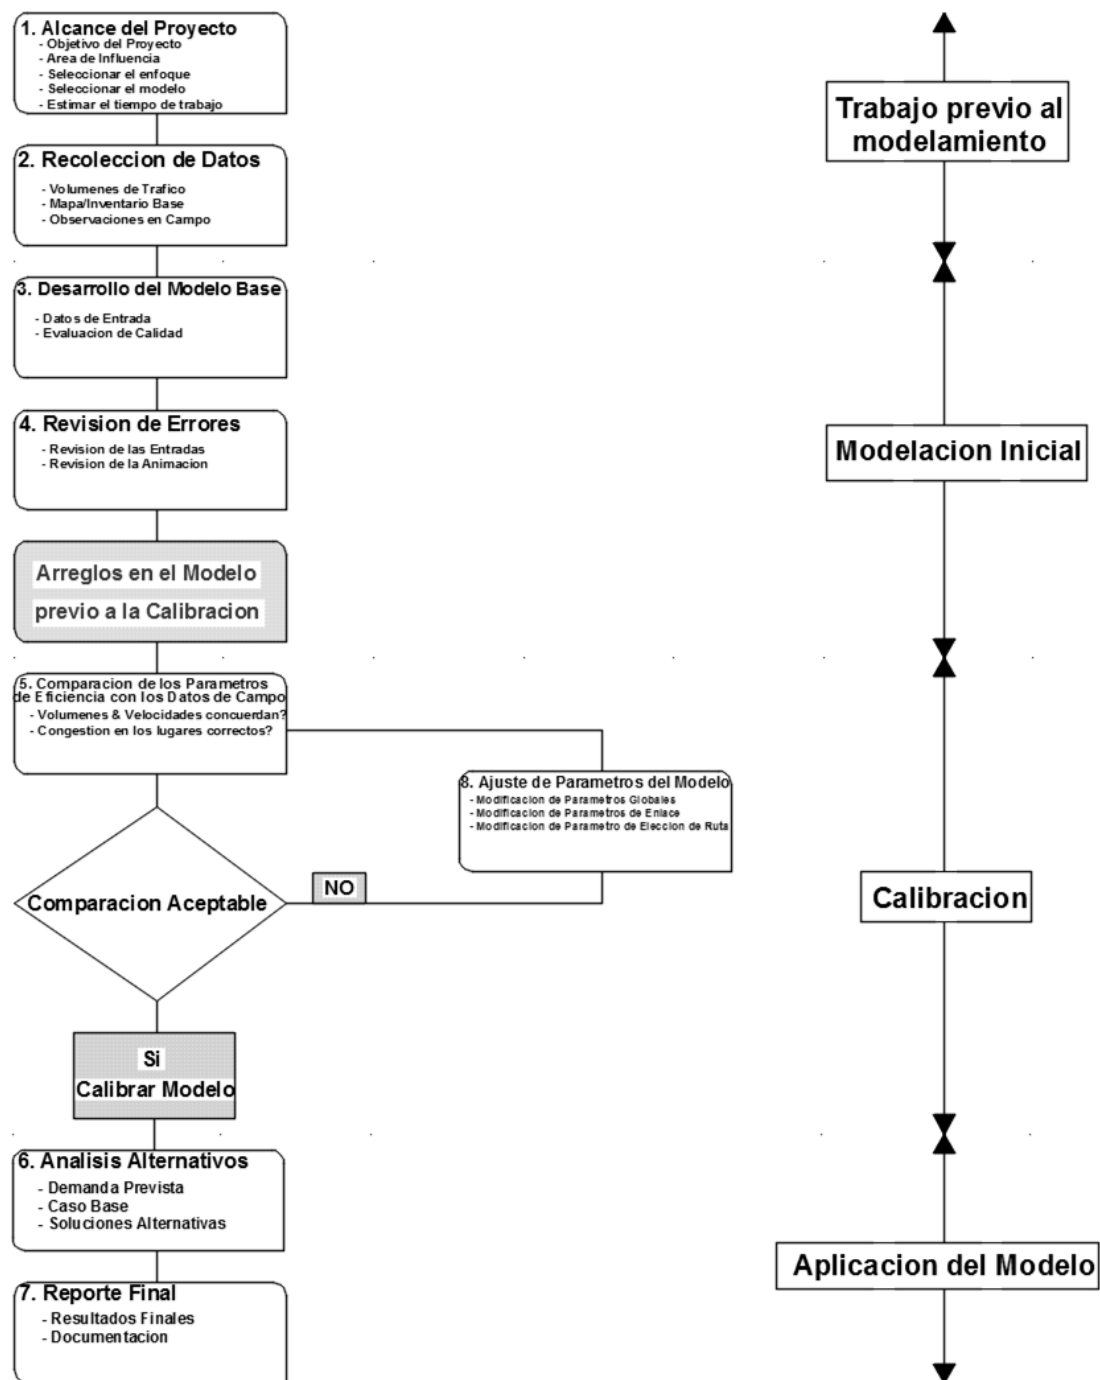 1. Alcance del Proyecto
- Objetivo del Proyecto
- Area de Influencia
- Seleccionar el enfoque
- Seleccionar el modelo
- Estimar el tiempo de trabajo
Trabajo previo al
modelamiento
2. Recoleccion de Datos
- Volumenes de Trafico
- Mapa/Inventario Base
- Observaciones en Campo
3. Desarrollo del Modelo Base
- Datos de Entrada
- Evaluacion de Calidad
4. Revision de Errores
- Revision de las Entradas
- Revision de la Animacion
Modelacion Inicial
Arreglos en el Modelo
previo a la Calibracion
5. Comparacion de los Parametros
de Eficiencia con los Datos de Campo
- Volumenes & Velocidades concuerdan?
- Congestion en los lugares correctos?
8. Ajuste de Parametros del Modelo
- Modificacion de Parametros Globales
- Modificacion de Parametros de Enlace
- Modificacion de Parametro de Eleccion de Ruta
Comparacion Aceptable
NO
Calibracion
Si
Calibrar Modelo
6. Analisis Alternativos
- Demanda Prevista
- Caso Base
- Soluciones Alternativas
Aplicacion del Modelo
7. Reporte Final
- Resultados Finales
- Documentacion